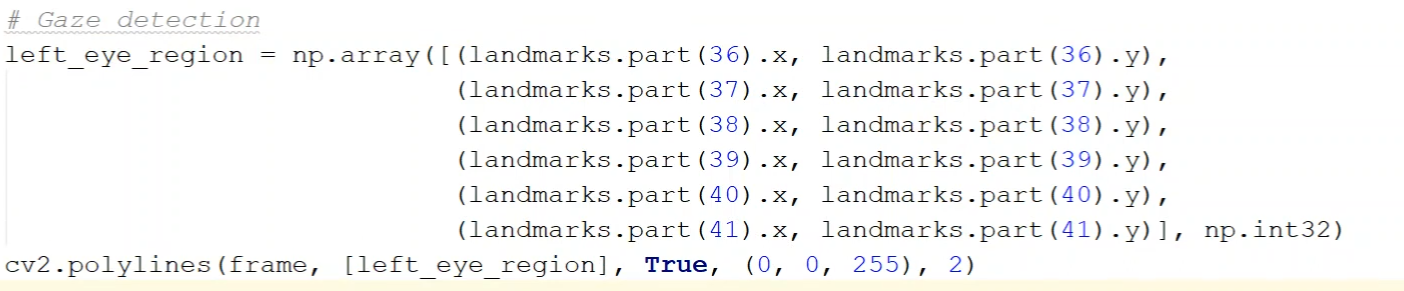 # Gaze detection
left_eye_region = np.array([(landmarks.part(36).x, landmarks.part(36).y),
(landmarks.part(37).x, landmarks.part(37).y),
(landmarks.part(38).x, landmarks.part(38).y),
(landmarks.part(39).x, landmarks.part(39).y),
(landmarks.part(40).x, landmarks.part(40).y),
(landmarks.part(41).x, landmarks.part(41).y)], np.int32)
cv2.polylines(frame, [left_eye_region], True, (0, 0, 255), 2)